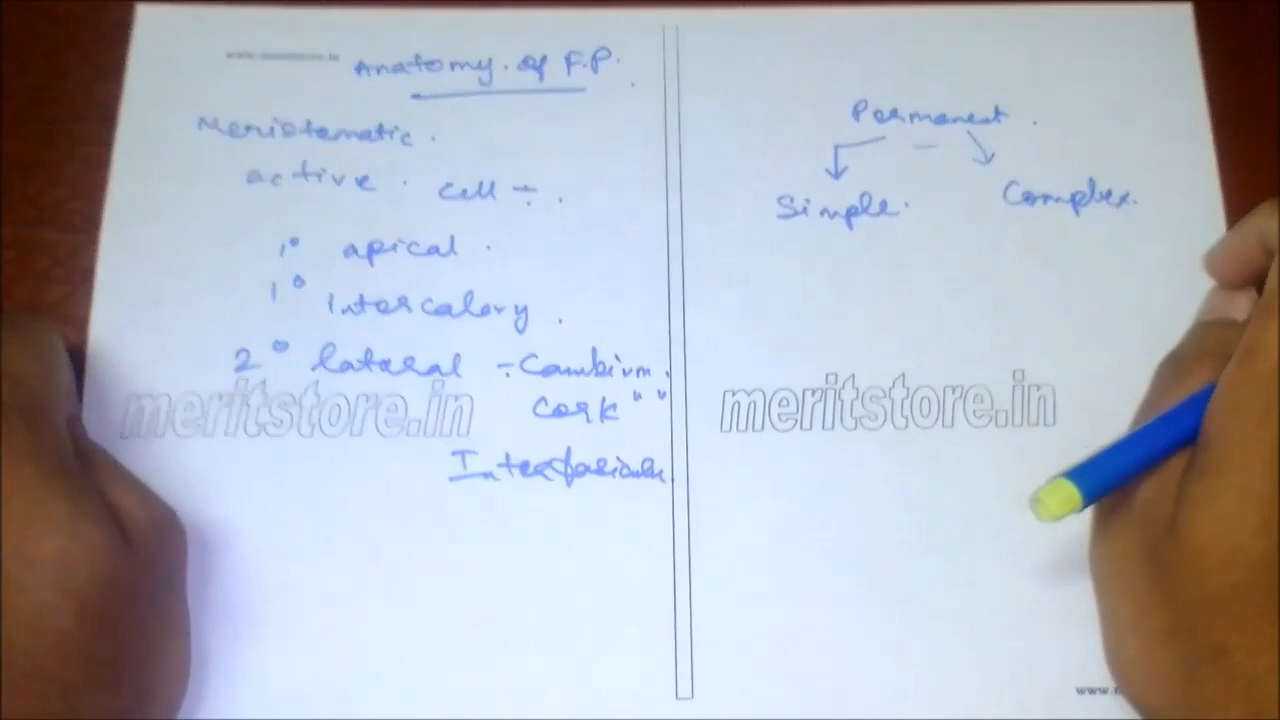 Anatomy of F.P.
Meristematic.
active. cell ÷.
1° apical.
1° Intercalary.
2° lateral ÷ Cambium.
Cork " "
meritstore.in
Permanent.
Simple. Complex.
meritstore.in